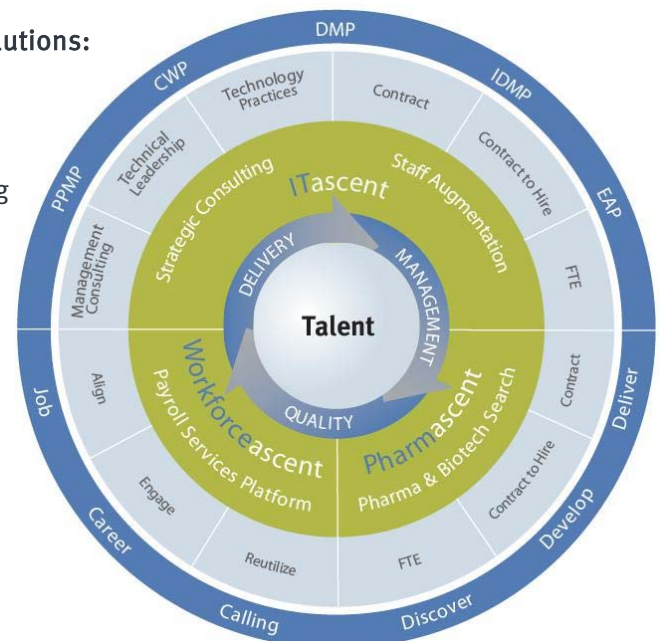 lutions:
g
DMP
IDMP
EAP
Deliver
Develop
Discover
Calling
Career
Job
PPMP
CWP
Technology
Practices
Contract
Contract to Hire
FTE
Contract
Contract to Hire
FTE
Reutilize
Engage
Align
Management
Consulting
Technical
Leadership
Strategic Consulting
ITascent
Staff Augmentation
Pharmascent
Pharma & Biotech Search
Workforceascent
Payroll Services Platform
DELIVERY
MANAGEMENT
QUALITY
Talent